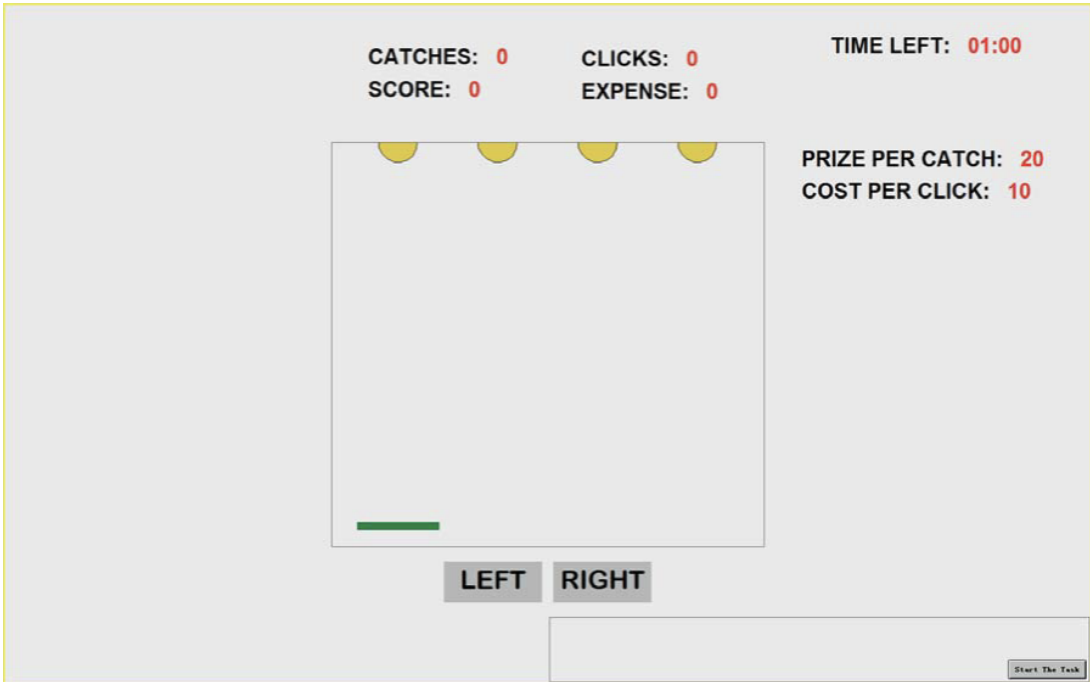 CATCHES: 0 CLICKS: 0 TIME LEFT: 01:00
SCORE: 0 EXPENSE: 0
PRIZE PER CATCH: 20
COST PER CLICK: 10
LEFT RIGHT
Start The Task